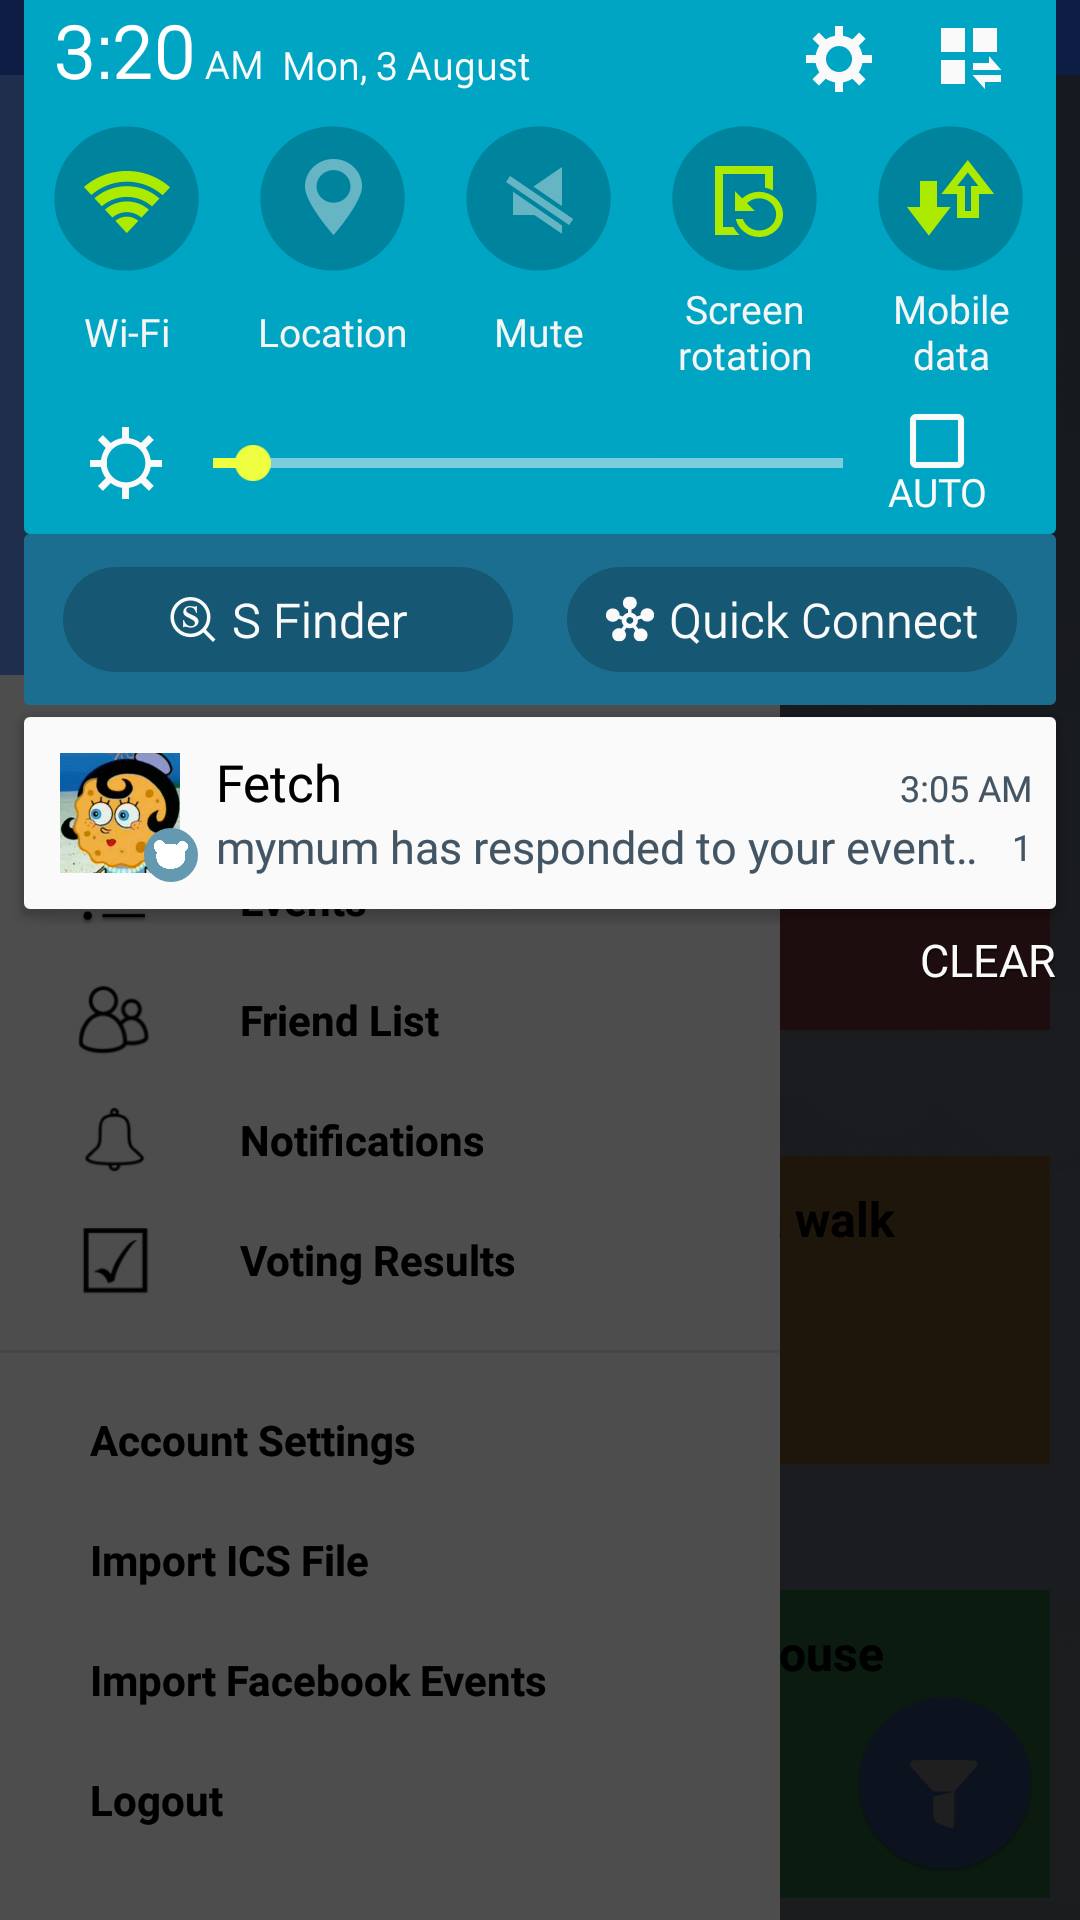 3:20 AM Mon, 3 August
Wi-Fi
Location
Mute
Screen
rotation
Mobile
data
AUTO
S Finder
Quick Connect
Fetch
3:05 AM
mymum has responded to your event..
1
Events
CLEAR
Friend List
Notifications
walk
Voting Results
Account Settings
Import ICS File
ouse
Import Facebook Events
Logout